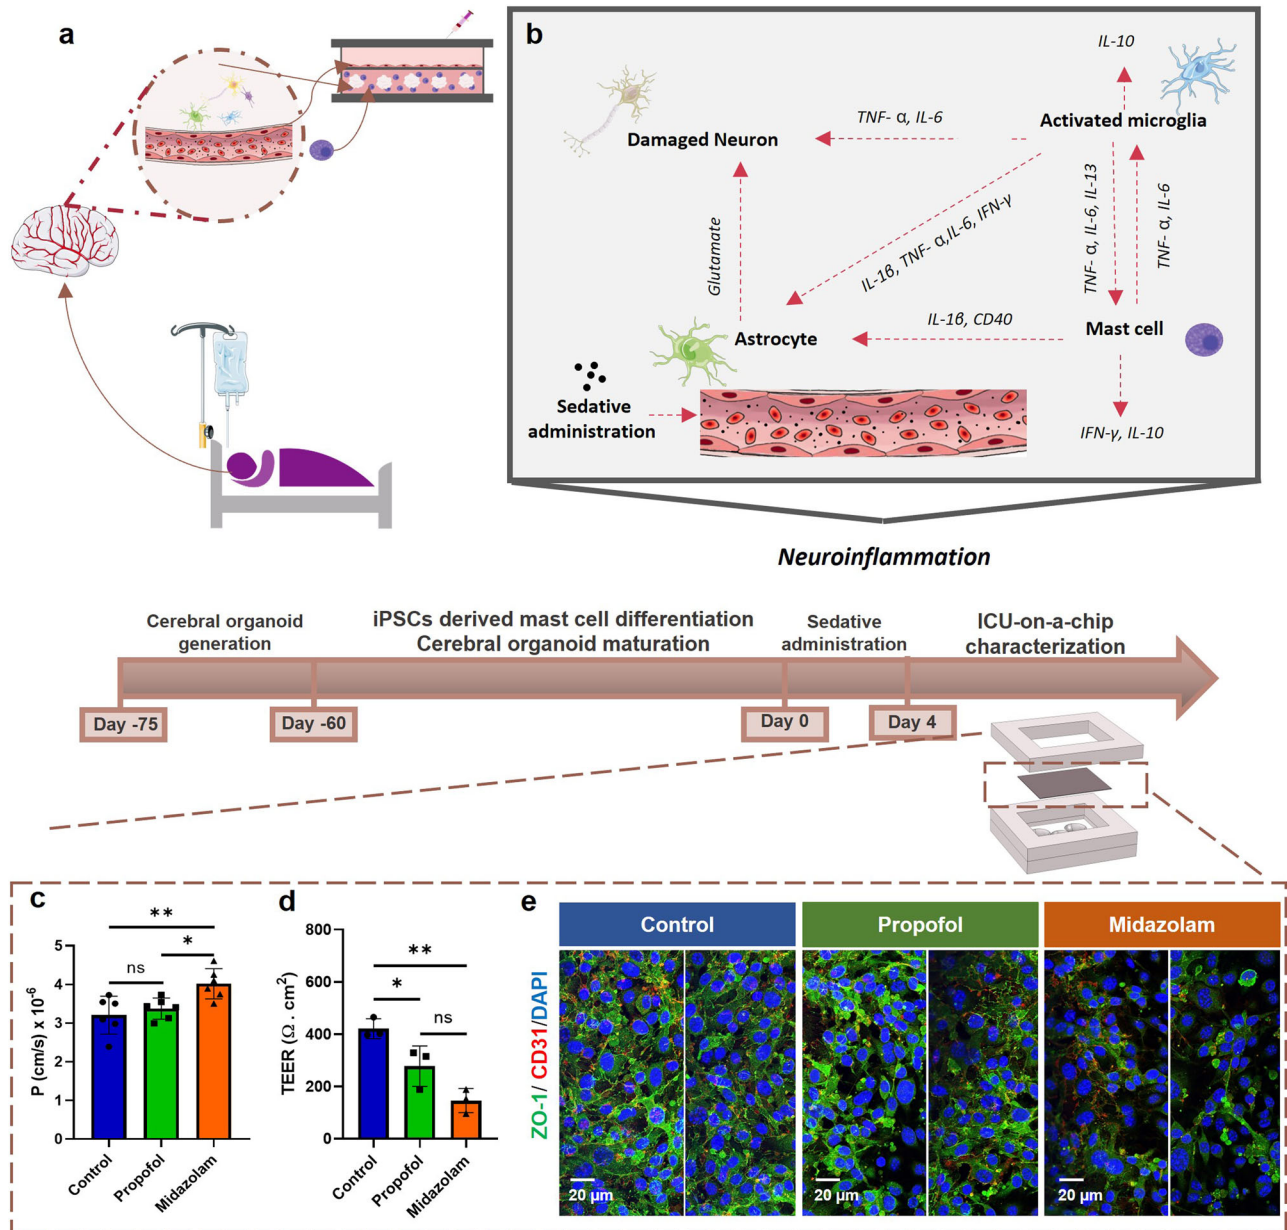 a
b
IL-10
TNF- α, IL-6
Activated microglia
Damaged Neuron
Glutamate
IL-1β, TNF- α,IL-6, IFN-γ
TNF- α, IL-6, IL-13
TNF- α, IL-6
IL-1β, CD40
Astrocyte
Mast cell
Sedative
administration
IFN-γ, IL-10
Neuroinflammation
Cerebral organoid
generation
iPSCs derived mast cell differentiation
Cerebral organoid maturation
Sedative
administration
ICU-on-a-chip
characterization
Day -75
Day -60
Day 0
Day 4
c
P (cm/s) x 10-6
5
4
3
2
1
0
**
*
ns
Control
Propofol
Midazolam
d
TEER (Ω . cm2)
800
600
400
200
0
**
*
ns
Control
Propofol
Midazolam
e
ZO-1/ CD31/DAPI
Control
Propofol
Midazolam
20 µm
20 µm
20 µm